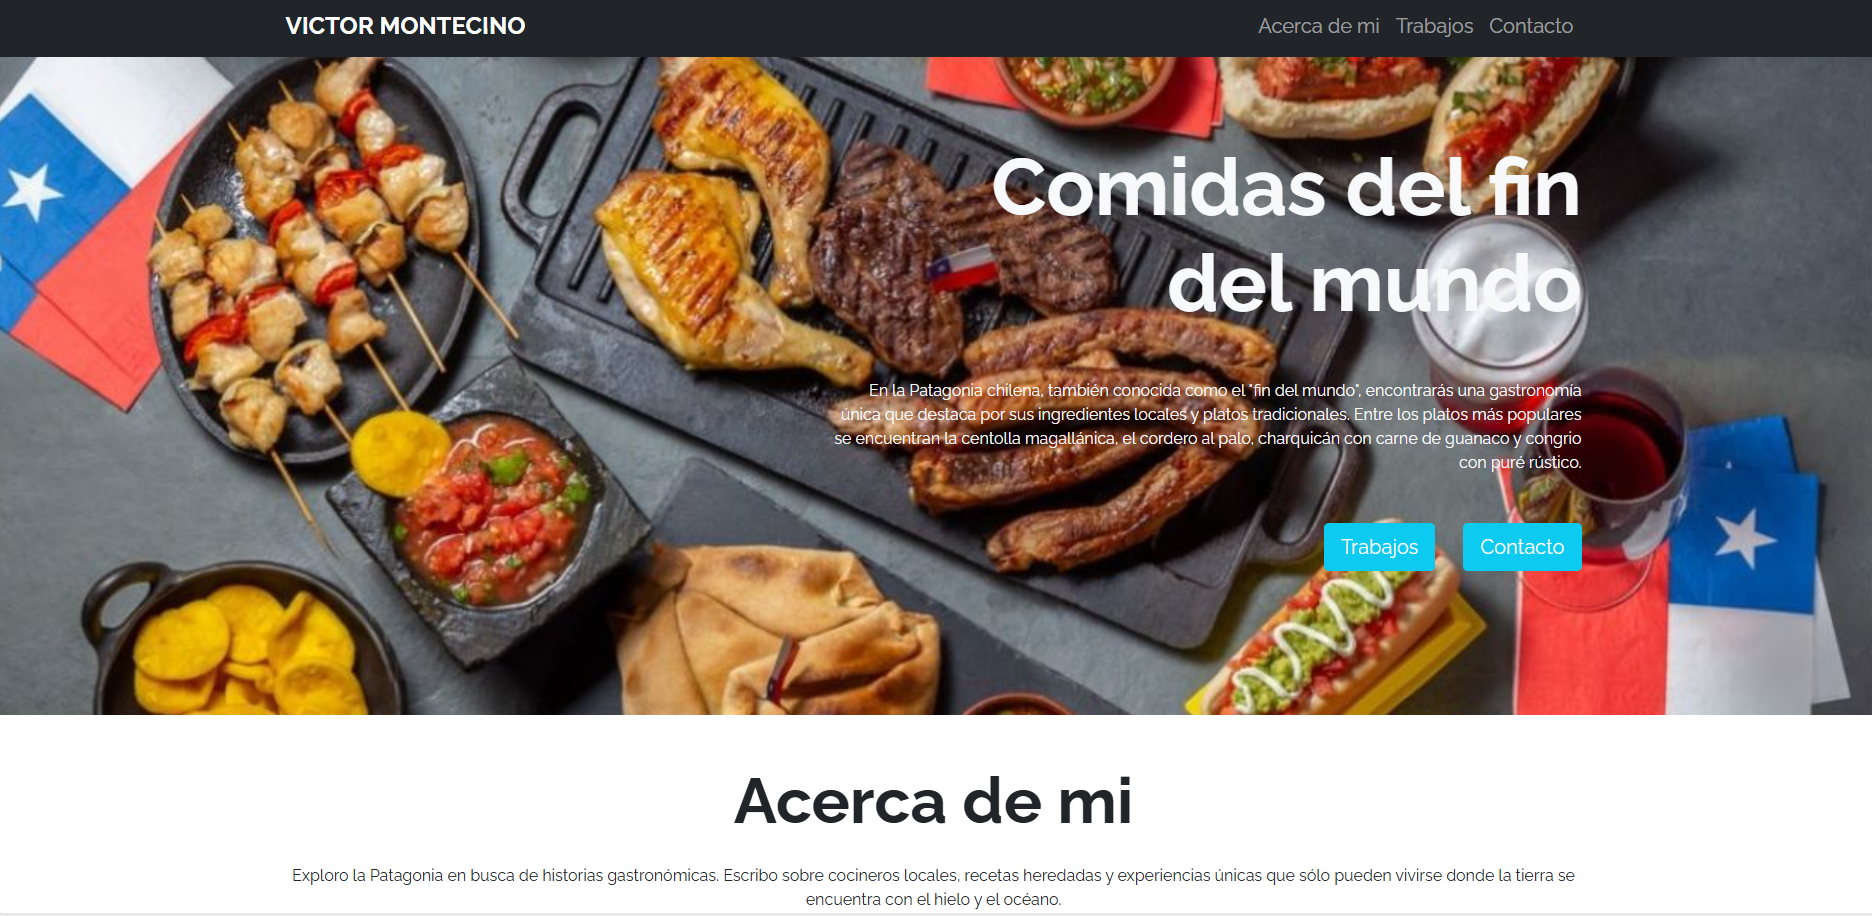 VICTOR MONTECINO
Acerca de mi Trabajos Contacto
Comidas del fin
del mundo
En la Patagonia chilena, también conocida como el "fin del mundo", encontrarás una gastronomía
única que destaca por sus ingredientes locales y platos tradicionales. Entre los platos más populares
se encuentran la centolla magallánica, el cordero al palo, charquicán con carne de guanaco y congrio
con puré rústico.
Trabajos Contacto
Acerca de mi
Exploro la Patagonia en busca de historias gastronómicas. Escribo sobre cocineros locales, recetas heredadas y experiencias únicas que sólo pueden vivirse donde la tierra se
encuentra con el hielo y el océano.